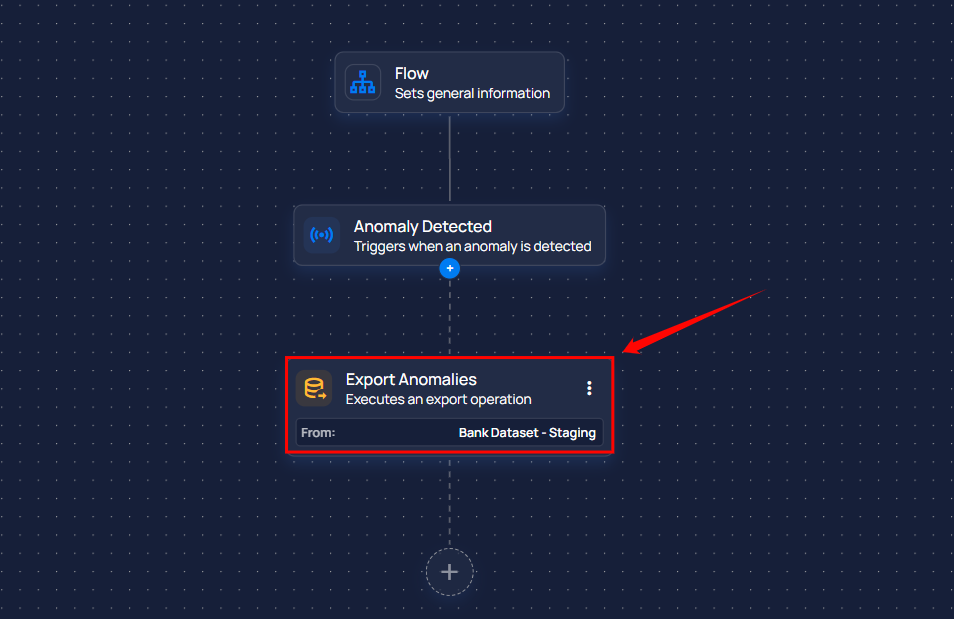 Flow
Sets general information
Anomaly Detected
Triggers when an anomaly is detected
Export Anomalies
Executes an export operation
From: Bank Dataset - Staging